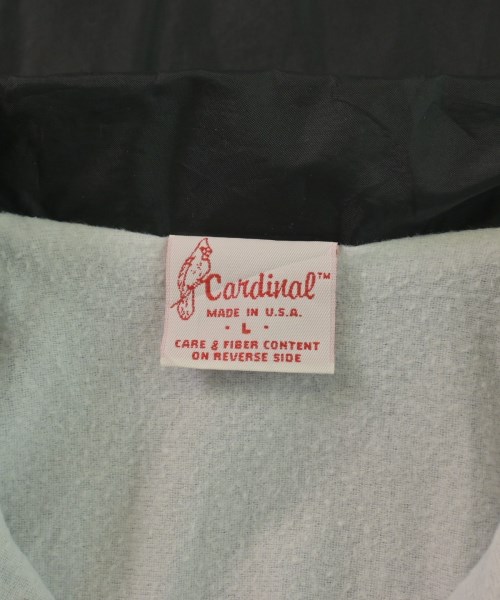 Cardinal™
MADE IN U.S.A.
· L ·
CARE & FIBER CONTENT
ON REVERSE SIDE